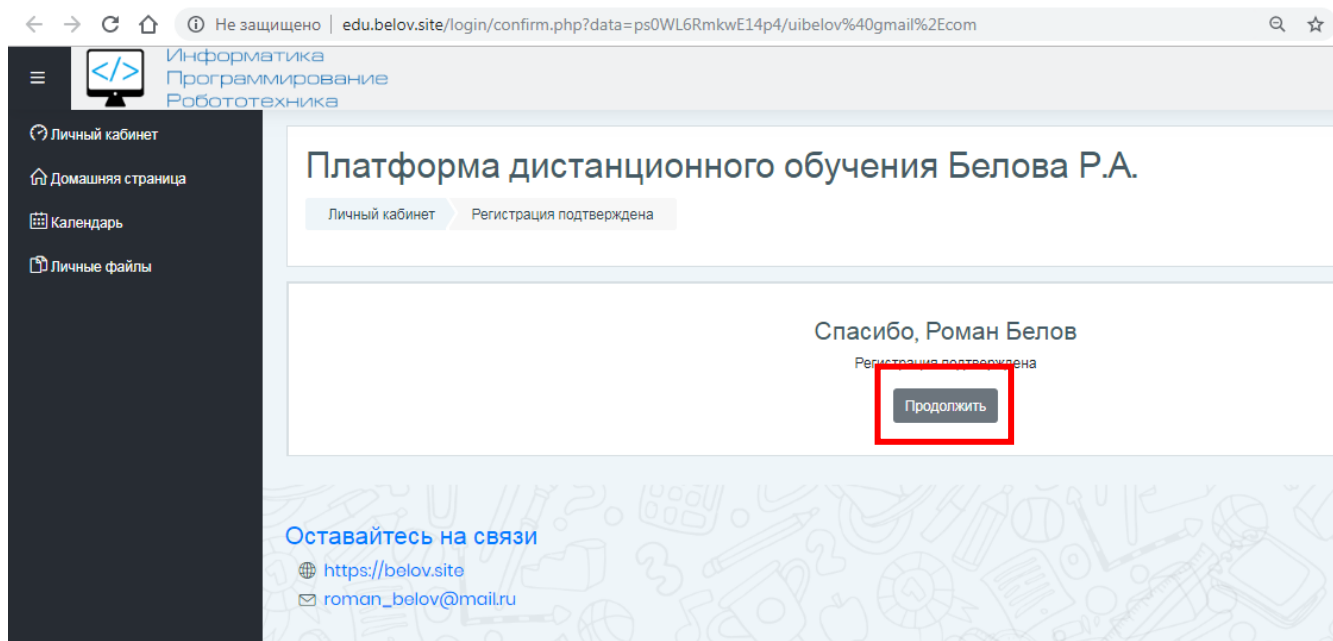 Не защищено | edu.belov.site/login/confirm.php?data=ps0WL6RmkwE14p4/uibelov%40gmail%2Ecom
</>
Информатика
Программирование
Робототехника
Личный кабинет
Домашняя страница
Календарь
Личные файлы
Платформа дистанционного обучения Белова Р.А.
Личный кабинет
Регистрация подтверждена
Спасибо, Роман Белов
Регистрация подтверждена
Продолжить
Оставайтесь на связи
https://belov.site
roman_belov@mail.ru